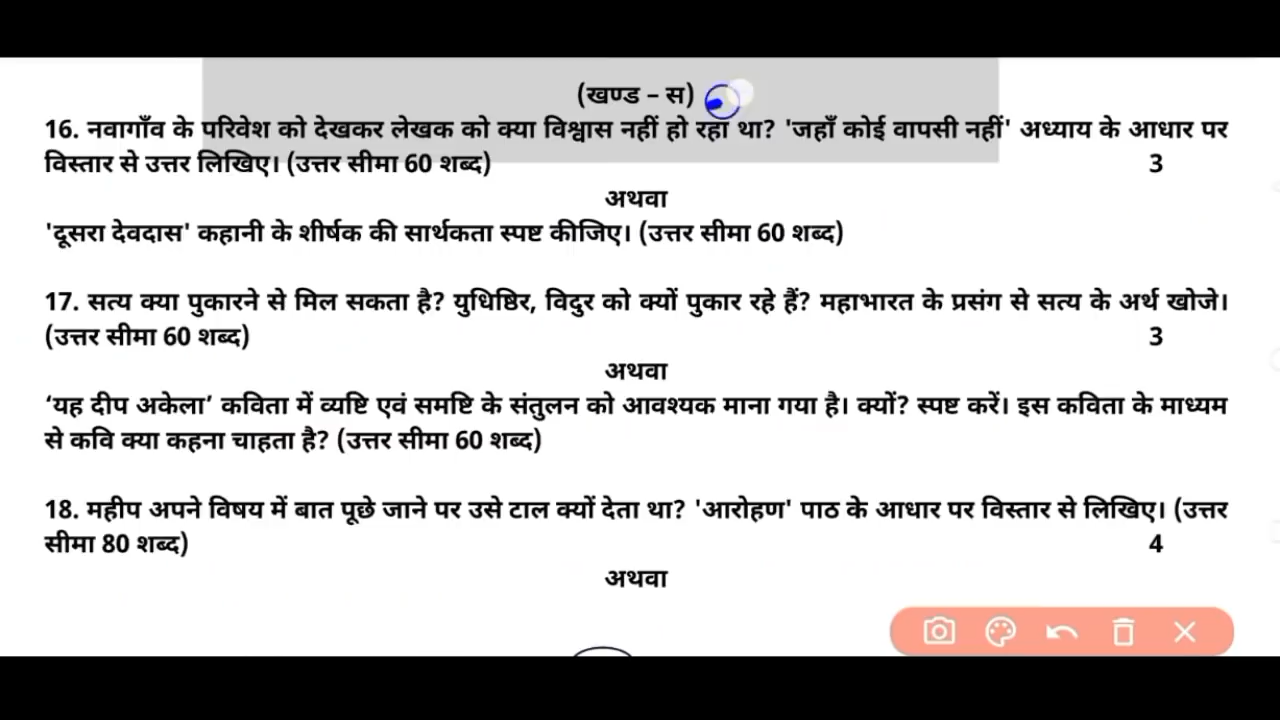 (खण्ड – स)
16. नवागाँव के परिवेश को देखकर लेखक को क्या विश्वास नहीं हो रहा था? 'जहाँ कोई वापसी नहीं' अध्याय के आधार पर
विस्तार से उत्तर लिखिए। (उत्तर सीमा 60 शब्द) 3
अथवा
'दूसरा देवदास' कहानी के शीर्षक की सार्थकता स्पष्ट कीजिए। (उत्तर सीमा 60 शब्द)
17. सत्य क्या पुकारने से मिल सकता है? युधिष्ठिर, विदुर को क्यों पुकार रहे हैं? महाभारत के प्रसंग से सत्य के अर्थ खोजे।
(उत्तर सीमा 60 शब्द) 3
अथवा
‘यह दीप अकेला’ कविता में व्यष्टि एवं समष्टि के संतुलन को आवश्यक माना गया है। क्यों? स्पष्ट करें। इस कविता के माध्यम
से कवि क्या कहना चाहता है? (उत्तर सीमा 60 शब्द)
18. महीप अपने विषय में बात पूछे जाने पर उसे टाल क्यों देता था? 'आरोहण' पाठ के आधार पर विस्तार से लिखिए। (उत्तर
सीमा 80 शब्द) 4
अथवा